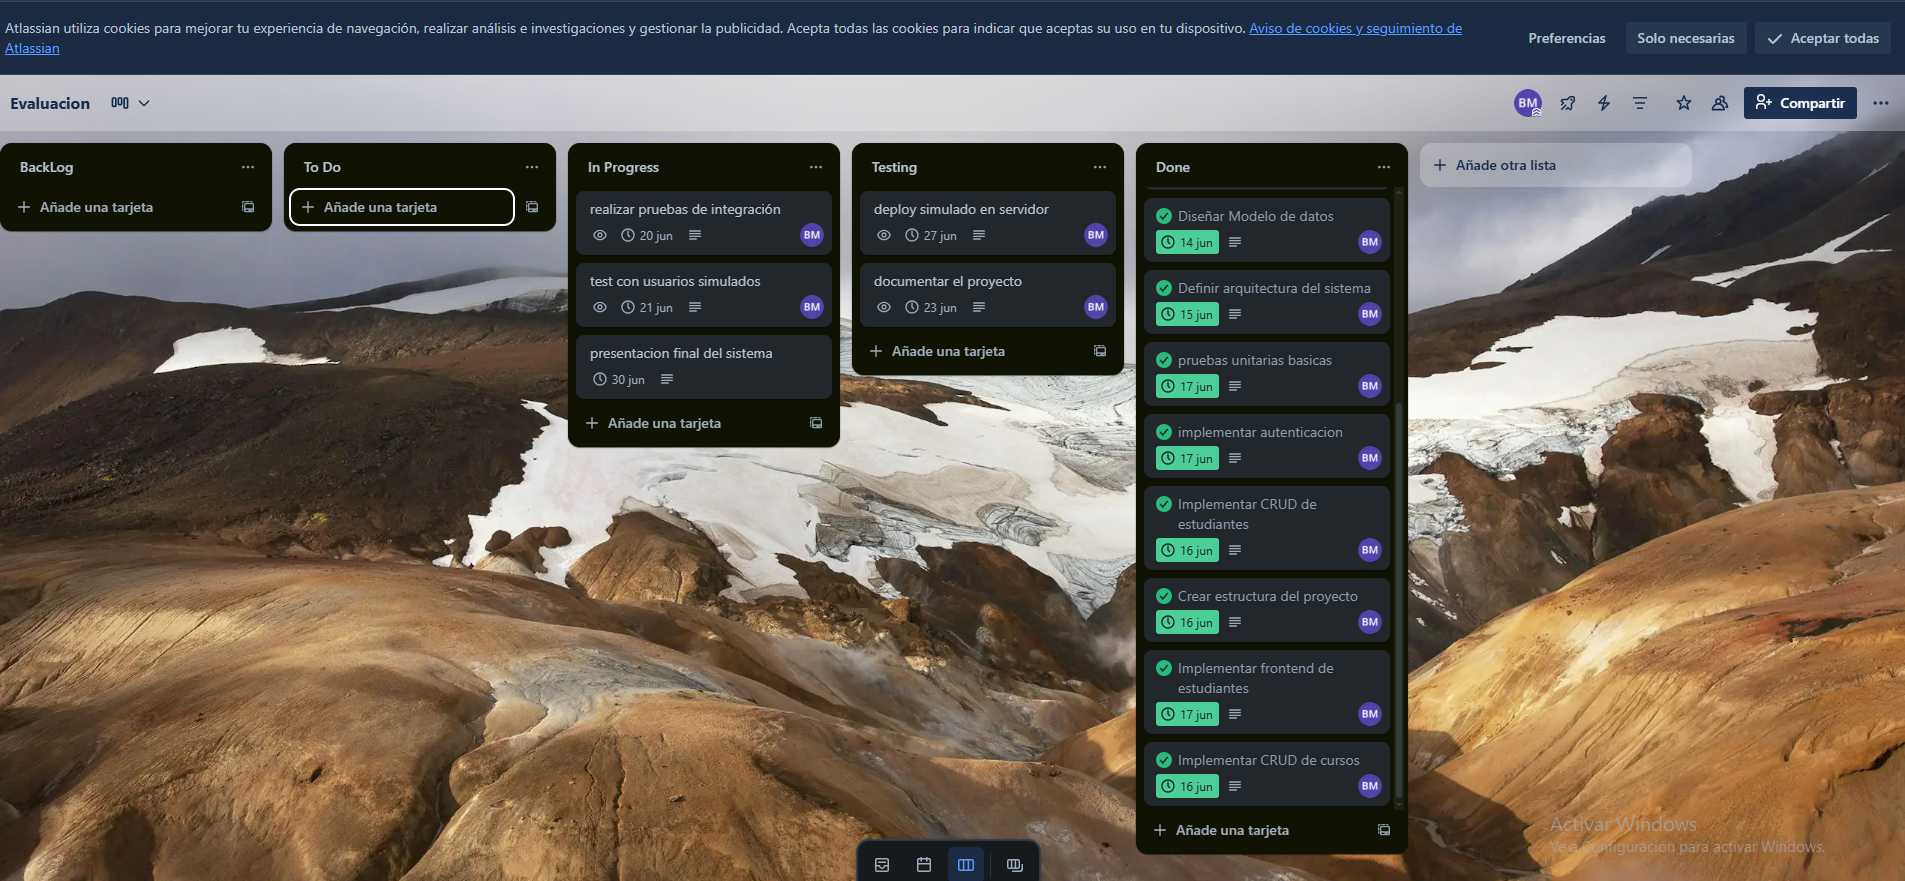 Atlassian utiliza cookies para mejorar tu experiencia de navegación, realizar análisis e investigaciones y gestionar la publicidad. Acepta todas las cookies para indicar que aceptas su uso en tu dispositivo. Aviso de cookies y seguimiento de
Atlassian
Preferencias
Solo necesarias
Aceptar todas
Evaluacion
BM
Compartir
BackLog
Añade una tarjeta
To Do
Añade una tarjeta
In Progress
realizar pruebas de integración
20 jun
BM
test con usuarios simulados
21 jun
BM
presentacion final del sistema
30 jun
Añade una tarjeta
Testing
deploy simulado en servidor
27 jun
BM
documentar el proyecto
23 jun
BM
Añade una tarjeta
Done
Diseñar Modelo de datos
14 jun
BM
Definir arquitectura del sistema
15 jun
BM
pruebas unitarias basicas
17 jun
BM
implementar autenticacion
17 jun
BM
Implementar CRUD de
estudiantes
16 jun
BM
Crear estructura del proyecto
16 jun
BM
Implementar frontend de
estudiantes
17 jun
BM
Implementar CRUD de cursos
16 jun
BM
Añade una tarjeta
Añade otra lista
Activar Windows
Ve a Configuración para activar Windows.